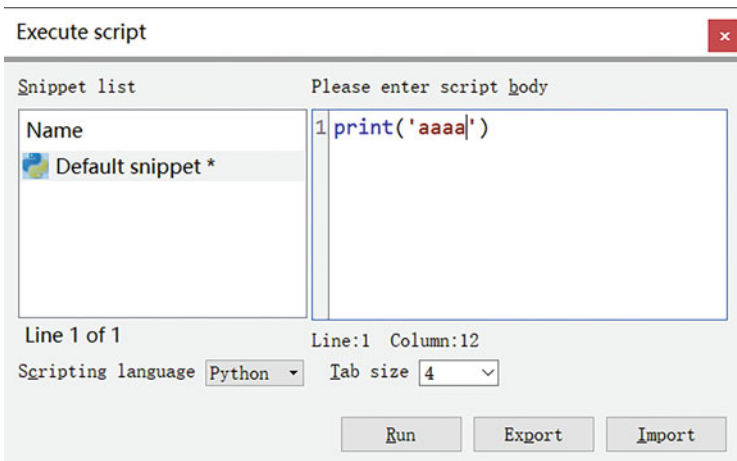 Execute script
Snippet list
Please enter script body
Name
Default snippet *
1 print('aaaa')
Line 1 of 1
Line:1 Column:12
Scripting language Python
Tab size 4
Run Export Import